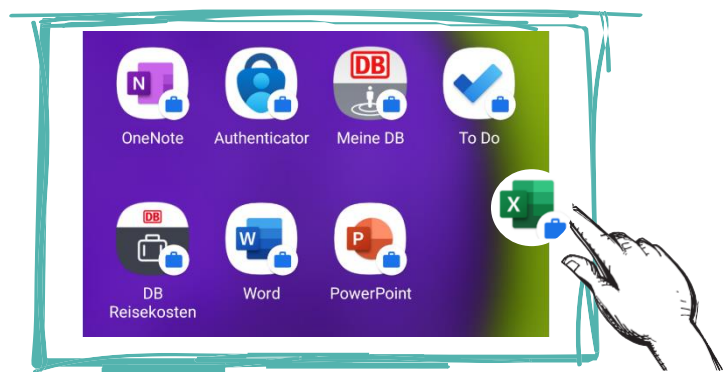 N
DB
OneNote
Authenticator
Meine DB
To Do
DB
W
P
X
DB
Reisekosten
Word
PowerPoint